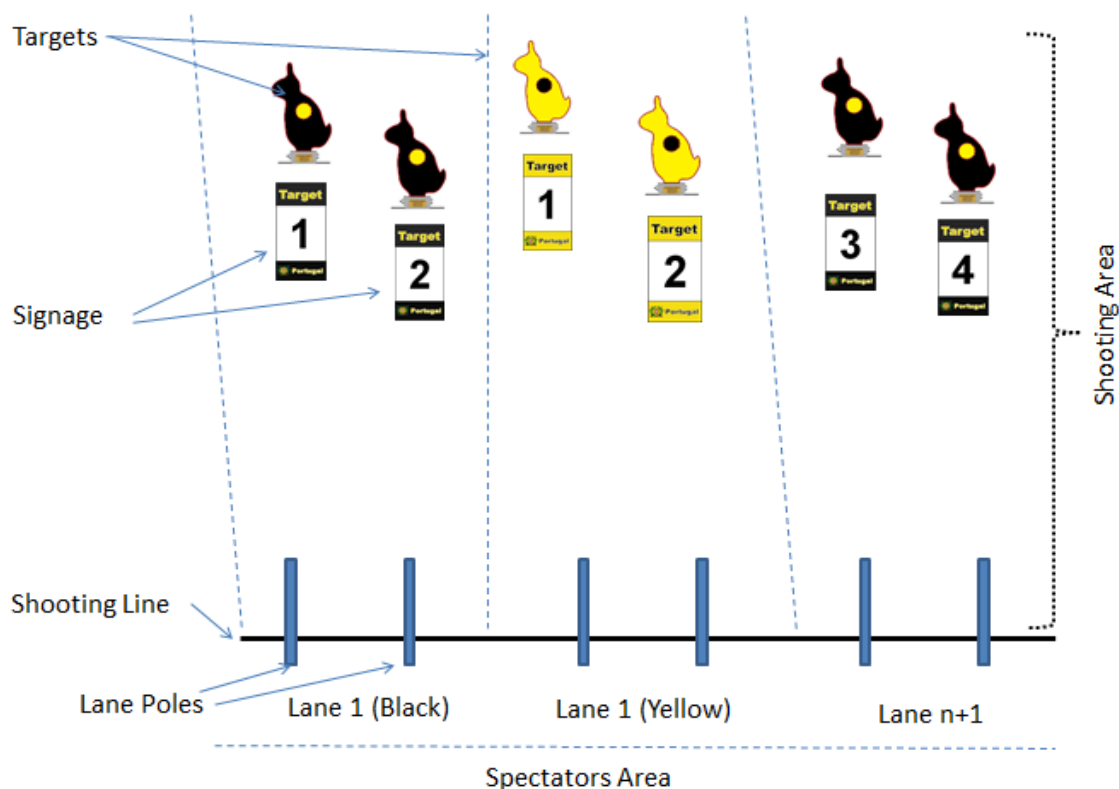 Targets
Target
1
Portugal
Target
2
Portugal
Target
1
Portugal
Target
2
Portugal
Target
3
Portugal
Target
4
Portugal
Signage
Shooting Area
Shooting Line
Lane Poles
Lane 1 (Black)
Lane 1 (Yellow)
Lane n+1
Spectators Area